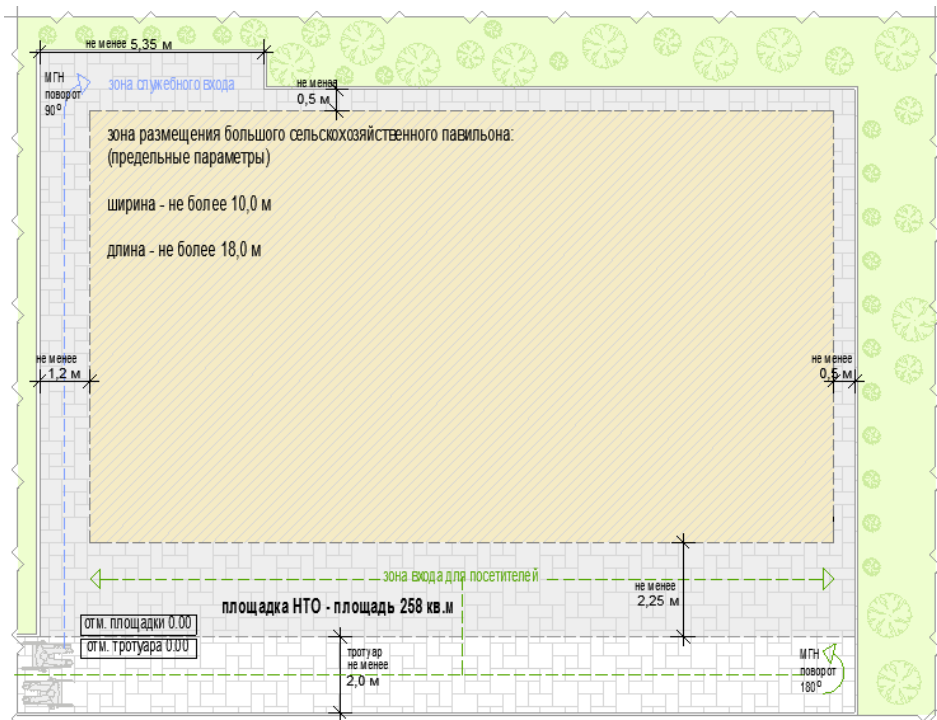 не менее 5,35 м
МГН
поворот
90°
зона служебного входа
не менее
0,5 м
зона размещения большого сельскохозяйственного павильона:
(предельные параметры)
ширина - не более 10,0 м
длина - не более 18,0 м
не менее
1,2 м
не менее
0,5 м
зона входа для посетителей
не менее
2,25 м
площадка НТО - площадь 258 кв.м
отм. площадки 0.00
отм. тротуара 0.00
тротуар
не менее
2,0 м
МГН
поворот
180°